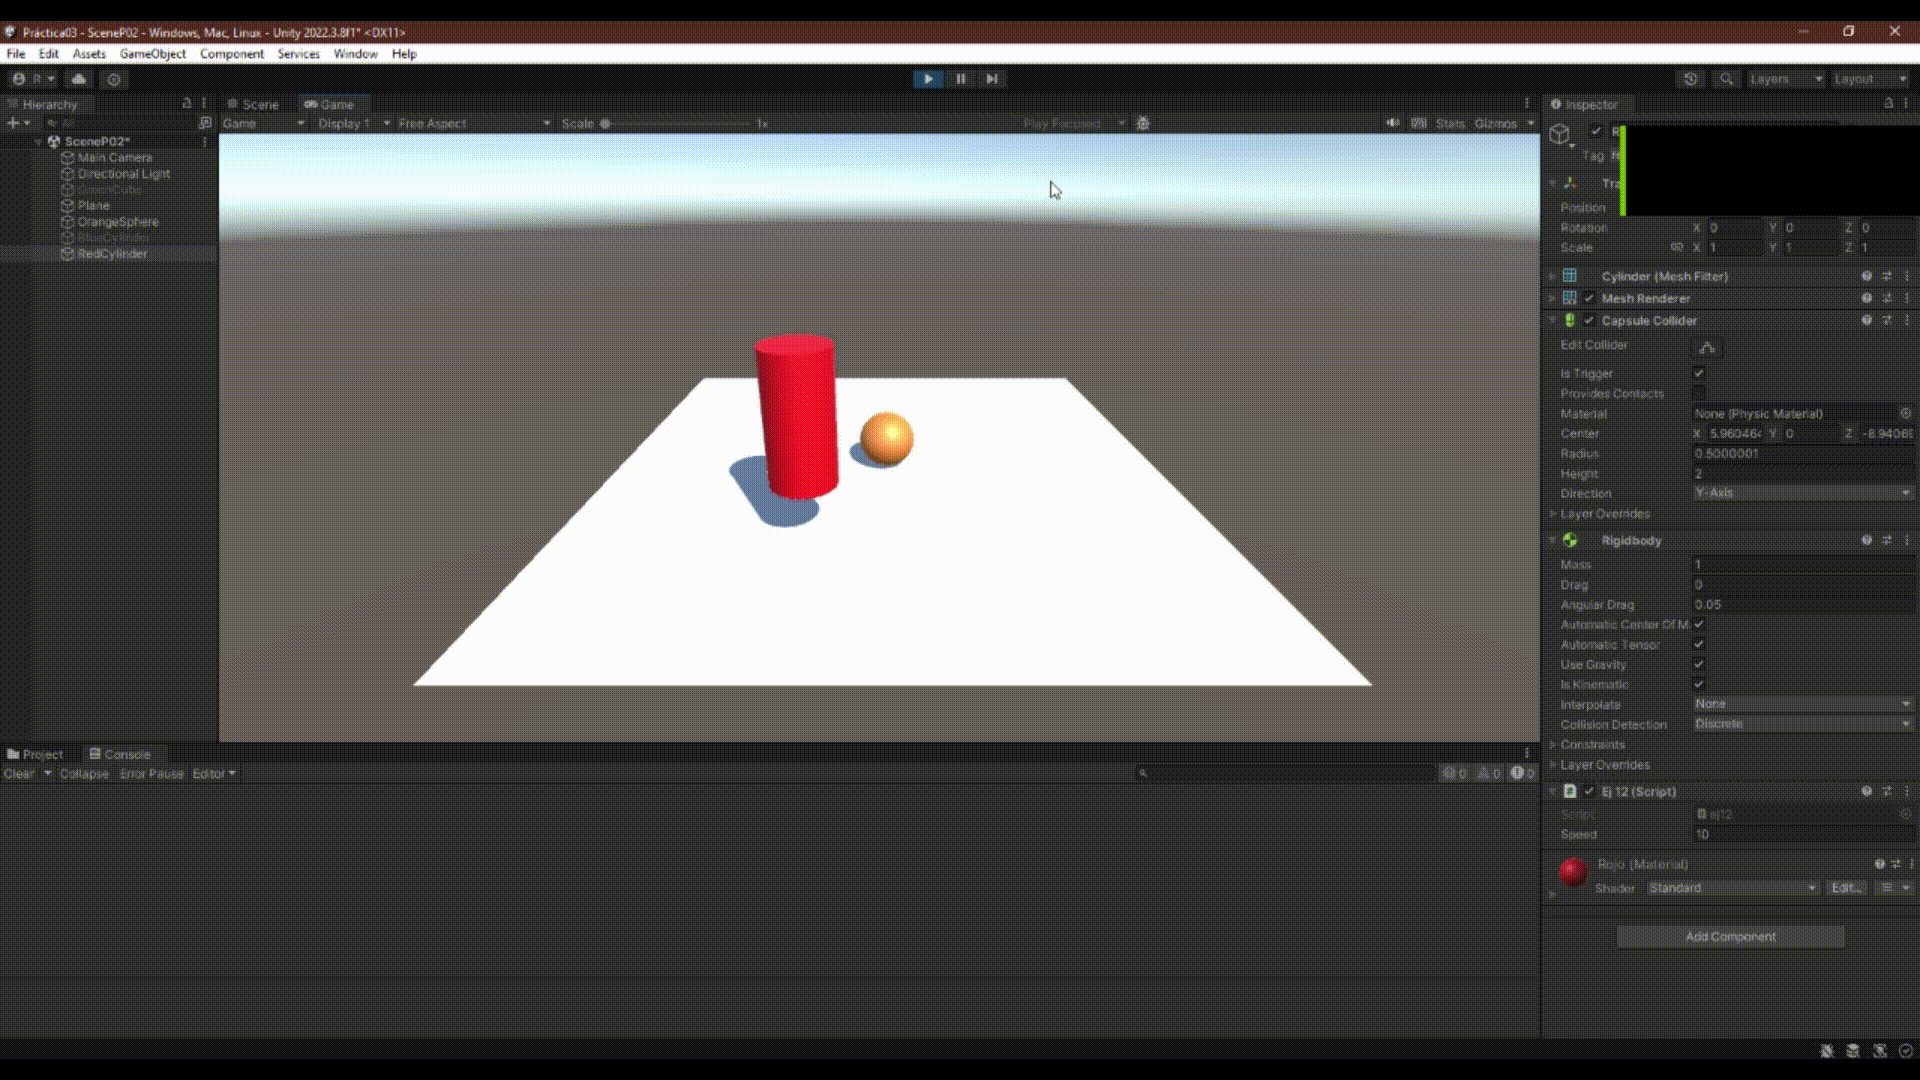 Práctica03 - SceneP02 - Windows, Mac, Linux - Unity 2022.3.8f1* <DX11>
File Edit Assets GameObject Component Services Window Help
R Layers Layout
Hierarchy Scene Game Inspector
All Game Display 1 Free Aspect Scale 1x Play Focused Stats Gizmos
SceneP02*
Main Camera
Directional Light
GreenCube
Plane
OrangeSphere
BlueCylinder
RedCylinder
R
Tag re
Tra
Position
Rotation X 0 Y 0 Z 0
Scale X 1 Y 1 Z 1
Cylinder (Mesh Filter)
Mesh Renderer
Capsule Collider
Edit Collider
Is Trigger
Provides Contacts
Material None (Physic Material)
Center X 5.96046 Y 0 Z -8.9406
Radius 0.5000001
Height 2
Direction Y-Axis
Layer Overrides
Rigidbody
Mass 1
Drag 0
Angular Drag 0.05
Automatic Center Of M
Automatic Tensor
Use Gravity
Is Kinematic
Interpolate None
Collision Detection Discrete
Constraints
Layer Overrides
Ej 12 (Script)
Script ej12
Speed 10
Rojo (Material)
Shader Standard Edit...
Add Component
Project Console
Clear Collapse Error Pause Editor 0 0 0